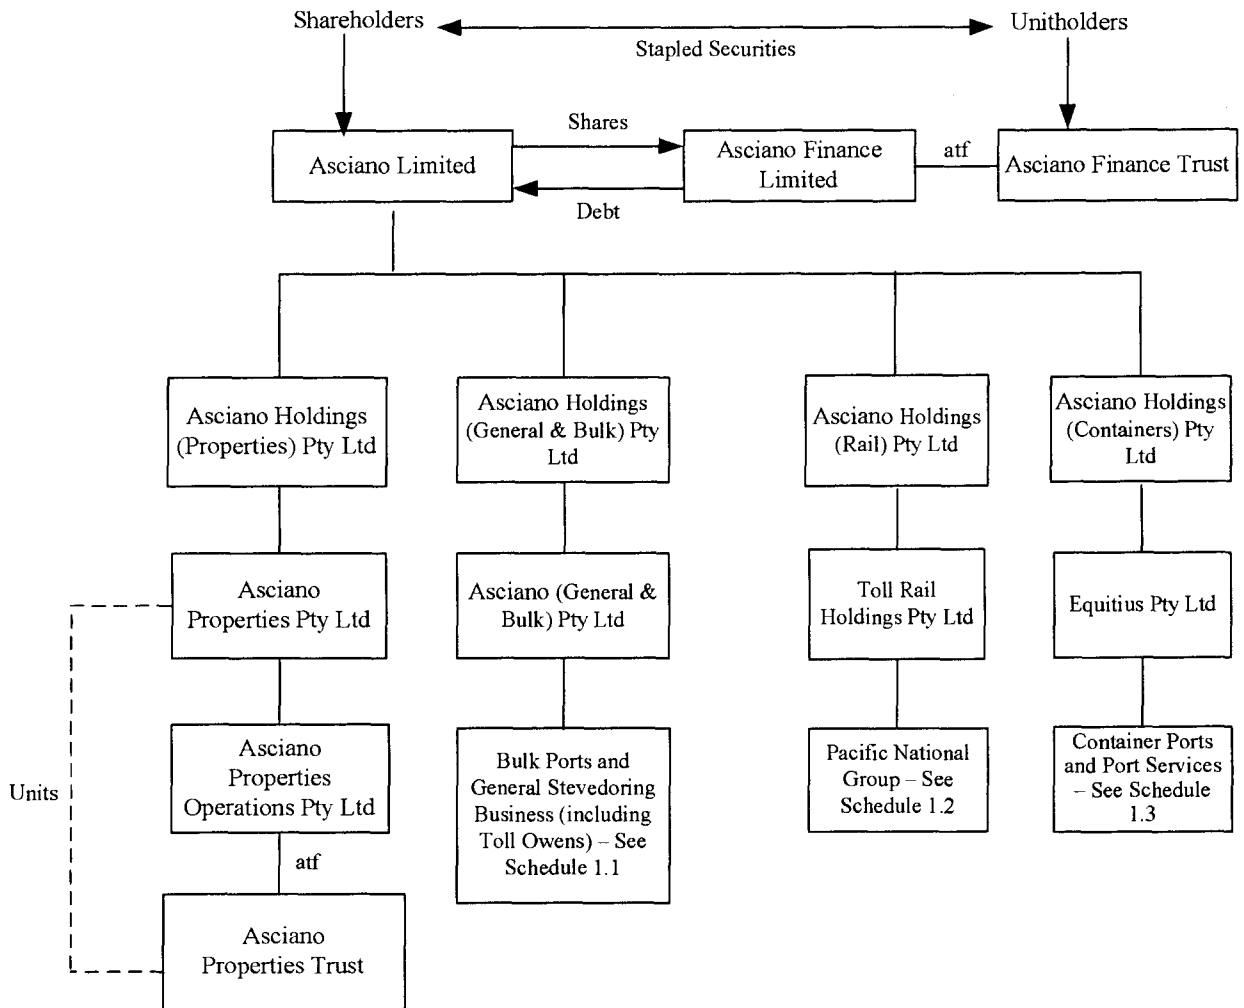 Shareholders
Unitholders
Stapled Securities
Asciano Limited
Shares
Debt
Asciano Finance
Limited
atf
Asciano Finance Trust
Asciano Holdings
(Properties) Pty Ltd
Asciano Holdings
(General & Bulk) Pty
Ltd
Asciano Holdings
(Rail) Pty Ltd
Asciano Holdings
(Containers) Pty
Ltd
Asciano
Properties Pty Ltd
Asciano (General &
Bulk) Pty Ltd
Toll Rail
Holdings Pty Ltd
Equitius Pty Ltd
Units
Asciano
Properties
Operations Pty Ltd
Bulk Ports and
General Stevedoring
Business (including
Toll Owens) – See
Schedule 1.1
Pacific National
Group – See
Schedule 1.2
Container Ports
and Port Services
– See Schedule
1.3
atf
Asciano
Properties Trust